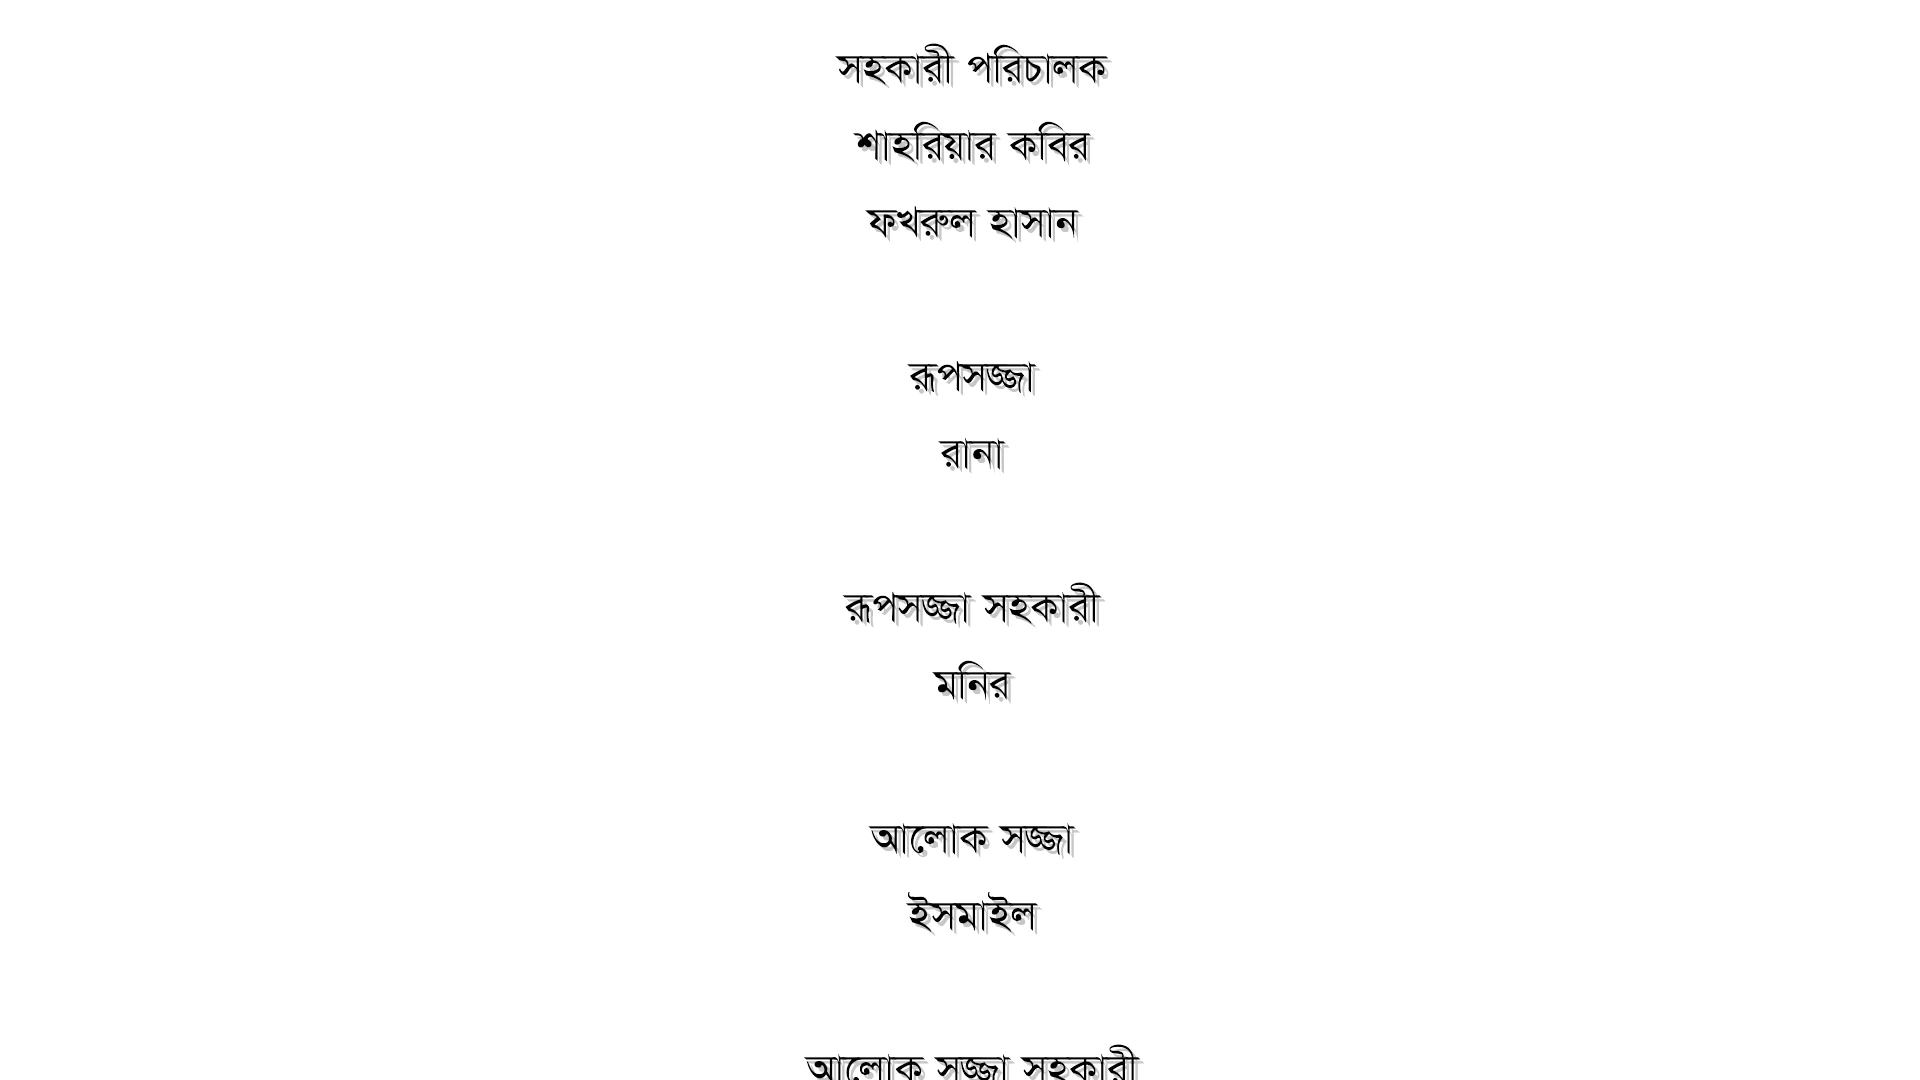 সহকারী পরিচালক
শাহরিয়ার কবির
ফখরুল হাসান
রূপসজ্জা
রানা
রূপসজ্জা সহকারী
মনির
আলোক সজ্জা
ইসমাইল
আলোক সজ্জা সহকারী